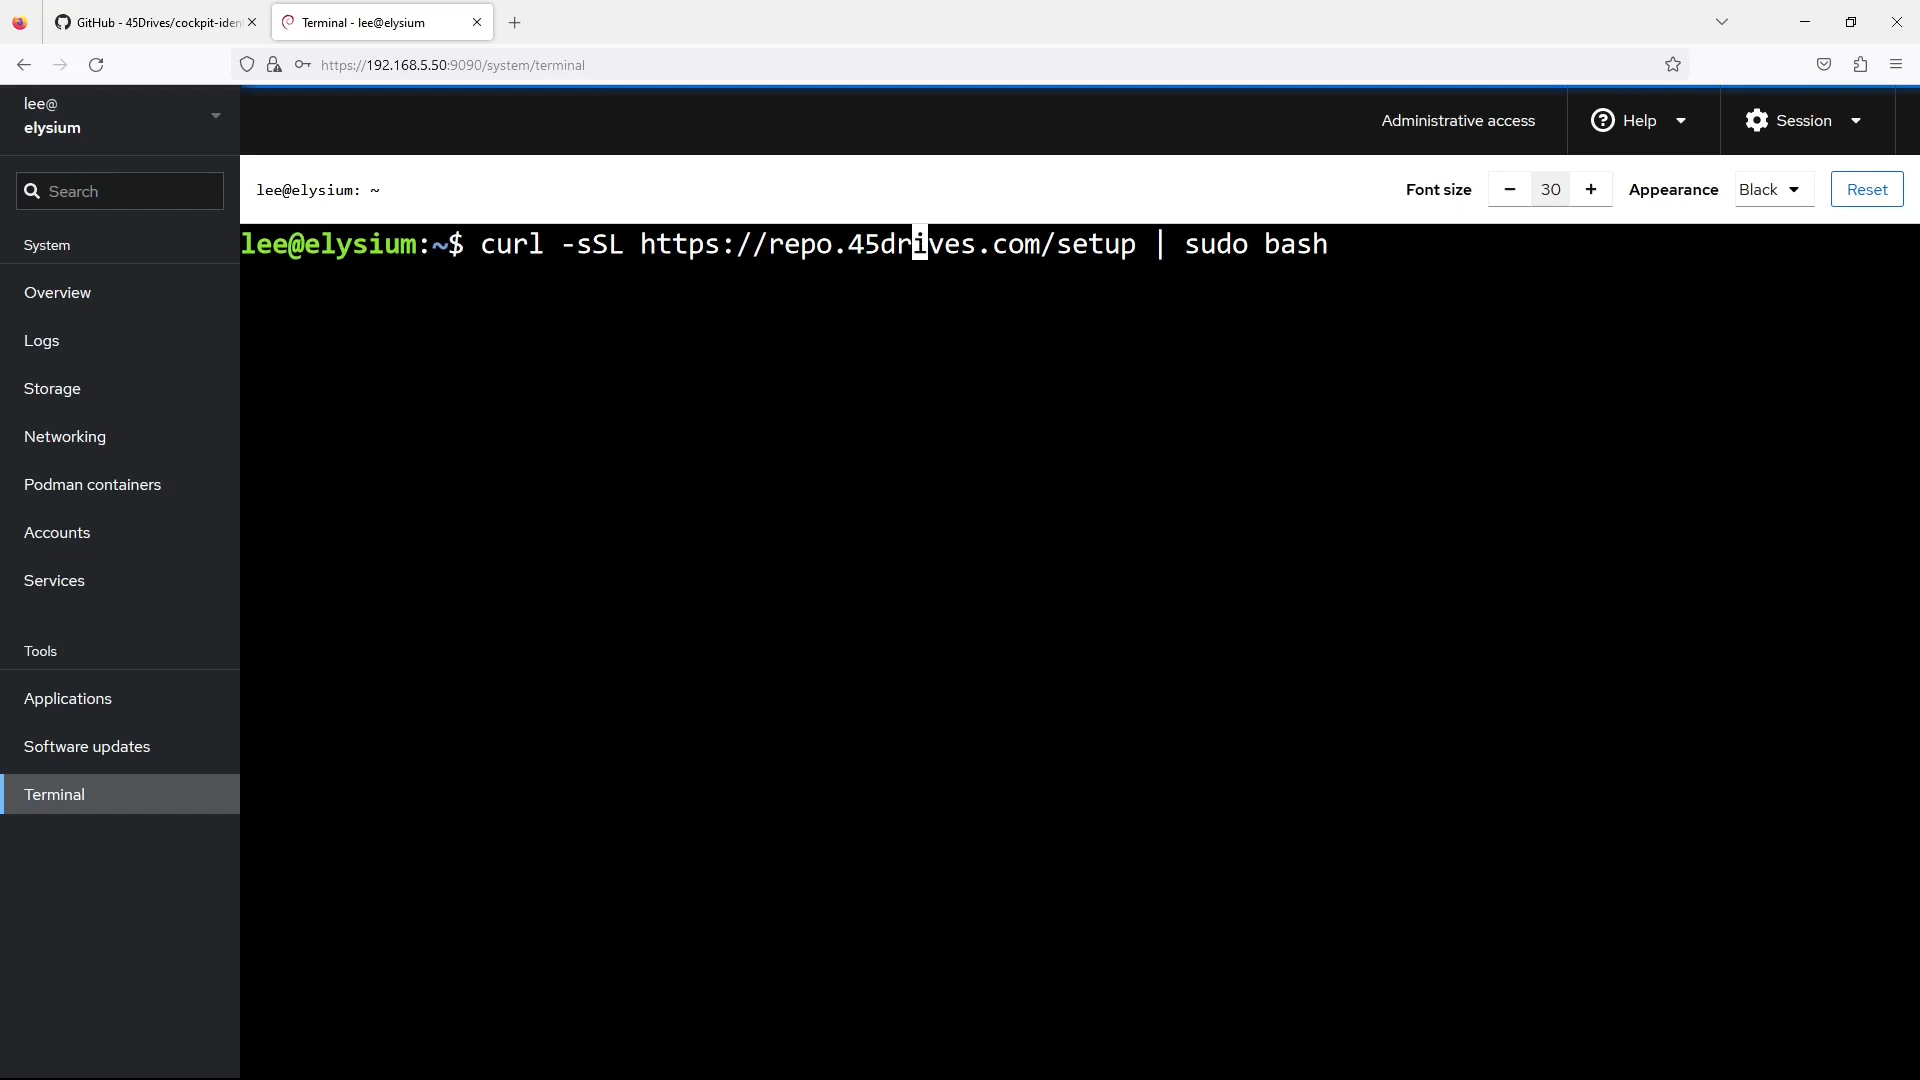 GitHub - 45Drives/cockpit-iden
Terminal - lee@elysium
https://192.168.5.50:9090/system/terminal
lee@
elysium
Administrative access
Help
Session
Search
lee@elysium: ~
Font size
30
Appearance
Black
Reset
lee@elysium:~$ curl -sSL https://repo.45drives.com/setup | sudo bash
System
Overview
Logs
Storage
Networking
Podman containers
Accounts
Services
Tools
Applications
Software updates
Terminal